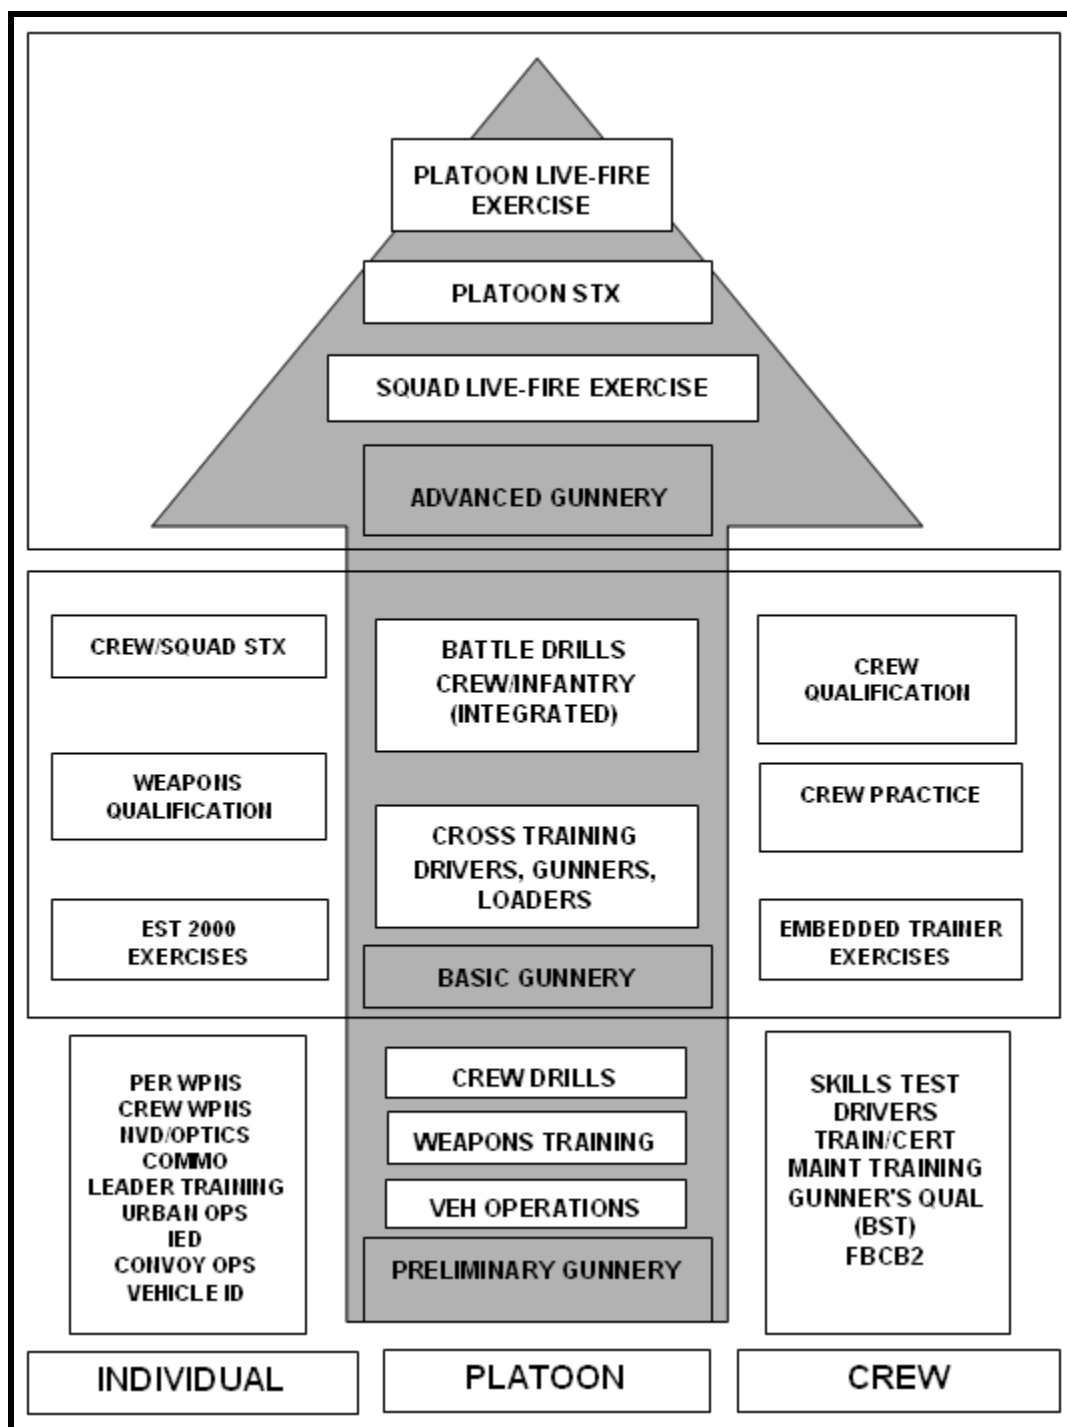 PLATOON LIVE-FIRE
EXERCISE
PLATOON STX
SQUAD LIVE-FIRE EXERCISE
ADVANCED GUNNERY
CREW/SQUAD STX
WEAPONS
QUALIFICATION
EST 2000
EXERCISES
BATTLE DRILLS
CREW/INFANTRY
(INTEGRATED)
CROSS TRAINING
DRIVERS, GUNNERS,
LOADERS
BASIC GUNNERY
CREW
QUALIFICATION
CREW PRACTICE
EMBEDDED TRAINER
EXERCISES
PER WPNS
CREW WPNS
NVD/OPTICS
COMMO
LEADER TRAINING
URBAN OPS
IED
CONVOY OPS
VEHICLE ID
CREW DRILLS
WEAPONS TRAINING
VEH OPERATIONS
PRELIMINARY GUNNERY
SKILLS TEST
DRIVERS
TRAIN/CERT
MAINT TRAINING
GUNNER'S QUAL
(BST)
FBCB2
INDIVIDUAL
PLATOON
CREW